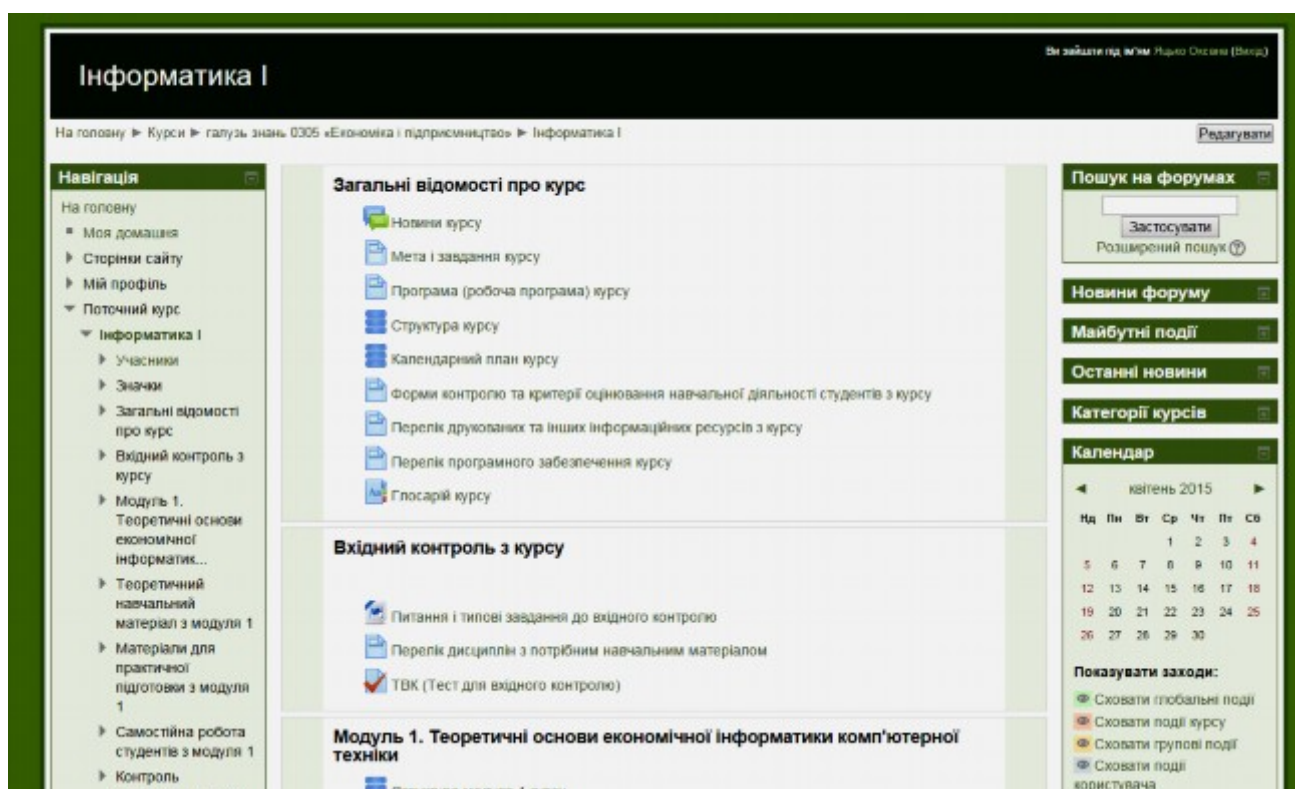 Інформатика І
Ви зайшли під ім'ям Яцько Оксана (Вихід)
На головну ► Курси ► галузь знань 0305 «Економіка і підприємництво» ► Інформатика І
Редагувати
Навігація
На головну
Моя домашня
Сторінки сайту
Мій профіль
Поточний курс
Інформатика І
Учасники
Значки
Загальні відомості
про курс
Вхідний контроль з
курсу
Модуль 1.
Теоретичні основи
економічної
інформатик...
Теоретичний
навчальний
матеріал з модуля 1
Матеріали для
практичної
підготовки з модуля
1
Самостійна робота
студентів з модуля 1
Контроль
Загальні відомості про курс
Новини курсу
Мета і завдання курсу
Програма (робоча програма) курсу
Структура курсу
Календарний план курсу
Форми контролю та критерії оцінювання навчальної діяльності студентів з курсу
Перелік друкованих та інших інформаційних ресурсів з курсу
Перелік програмного забезпечення курсу
Глосарій курсу
Вхідний контроль з курсу
Питання і типові завдання до вхідного контролю
Перелік дисциплін з потрібним навчальним матеріалом
ТВК (Тест для вхідного контролю)
Модуль 1. Теоретичні основи економічної інформатики комп'ютерної
техніки
Пошук на форумах
Застосувати
Розширений пошук
Новини форуму
Майбутні події
Останні новини
Категорії курсів
Календар
◄ квітень 2015 ►
Нд Пн Вт Ср Чт Пт Сб
1 2 3 4
5 6 7 8 9 10 11
12 13 14 15 16 17 18
19 20 21 22 23 24 25
26 27 28 29 30
Показувати заходи:
Сховати глобальні події
Сховати події курсу
Сховати групові події
Сховати події
користувача